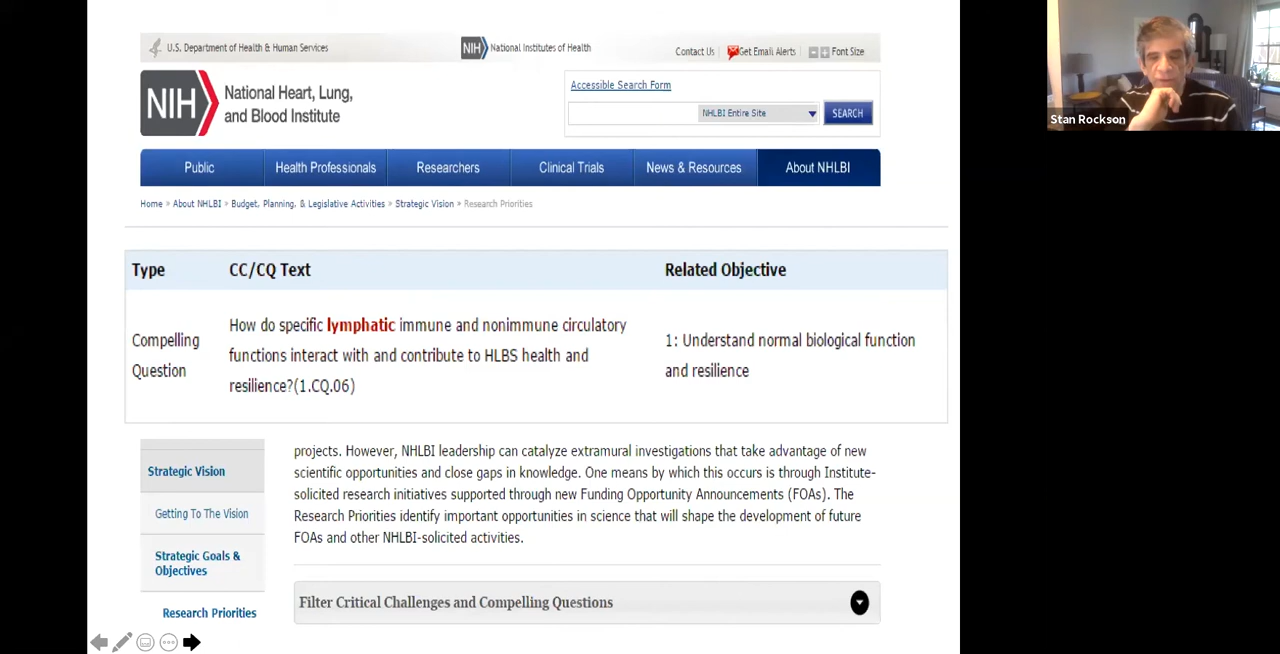 U.S. Department of Health & Human Services
NIH National Institutes of Health
Contact Us
Get Email Alerts
Font Size
NIH National Heart, Lung,
and Blood Institute
Accessible Search Form
NHLBI Entire Site
SEARCH
Stan Rockson
Public
Health Professionals
Researchers
Clinical Trials
News & Resources
About NHLBI
Home » About NHLBI » Budget, Planning, & Legislative Activities » Strategic Vision » Research Priorities
Type
CC/CQ Text
Related Objective
Compelling
Question
How do specific lymphatic immune and nonimmune circulatory
functions interact with and contribute to HLBS health and
resilience?(1.CQ.06)
1: Understand normal biological function
and resilience
Strategic Vision
Getting To The Vision
Strategic Goals &
Objectives
Research Priorities
projects. However, NHLBI leadership can catalyze extramural investigations that take advantage of new
scientific opportunities and close gaps in knowledge. One means by which this occurs is through Institute-
solicited research initiatives supported through new Funding Opportunity Announcements (FOAs). The
Research Priorities identify important opportunities in science that will shape the development of future
FOAs and other NHLBI-solicited activities.
Filter Critical Challenges and Compelling Questions